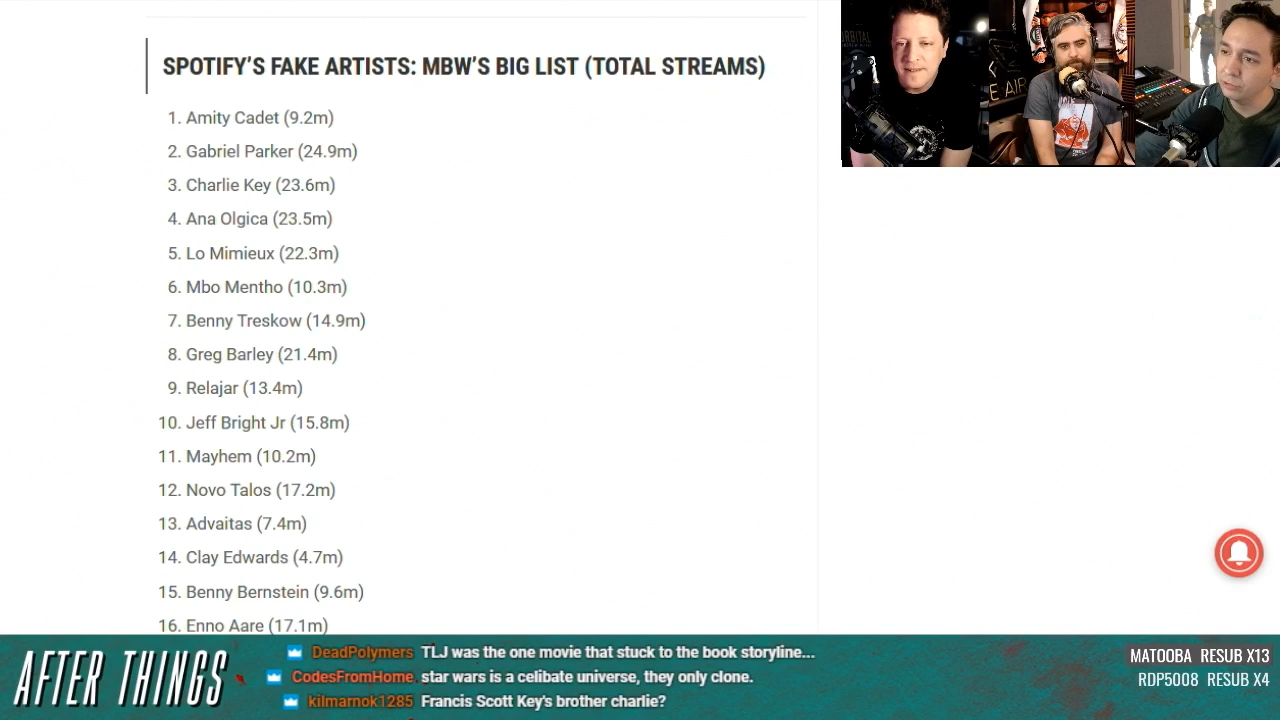 SPOTIFY'S FAKE ARTISTS: MBW'S BIG LIST (TOTAL STREAMS)
1. Amity Cadet (9.2m)
2. Gabriel Parker (24.9m)
3. Charlie Key (23.6m)
4. Ana Olgica (23.5m)
5. Lo Mimieux (22.3m)
6. Mbo Mentho (10.3m)
7. Benny Treskow (14.9m)
8. Greg Barley (21.4m)
9. Relajar (13.4m)
10. Jeff Bright Jr (15.8m)
11. Mayhem (10.2m)
12. Novo Talos (17.2m)
13. Advaitas (7.4m)
14. Clay Edwards (4.7m)
15. Benny Bernstein (9.6m)
16. Enno Aare (17.1m)
AFTER THINGS
DeadPolymers TLJ was the one movie that stuck to the book storyline...
CodesFromHome, star wars is a celibate universe, they only clone.
kilmarnok1285 Francis Scott Key's brother charlie?
MATOOBA RESUB X13
RDP5008 RESUB X4